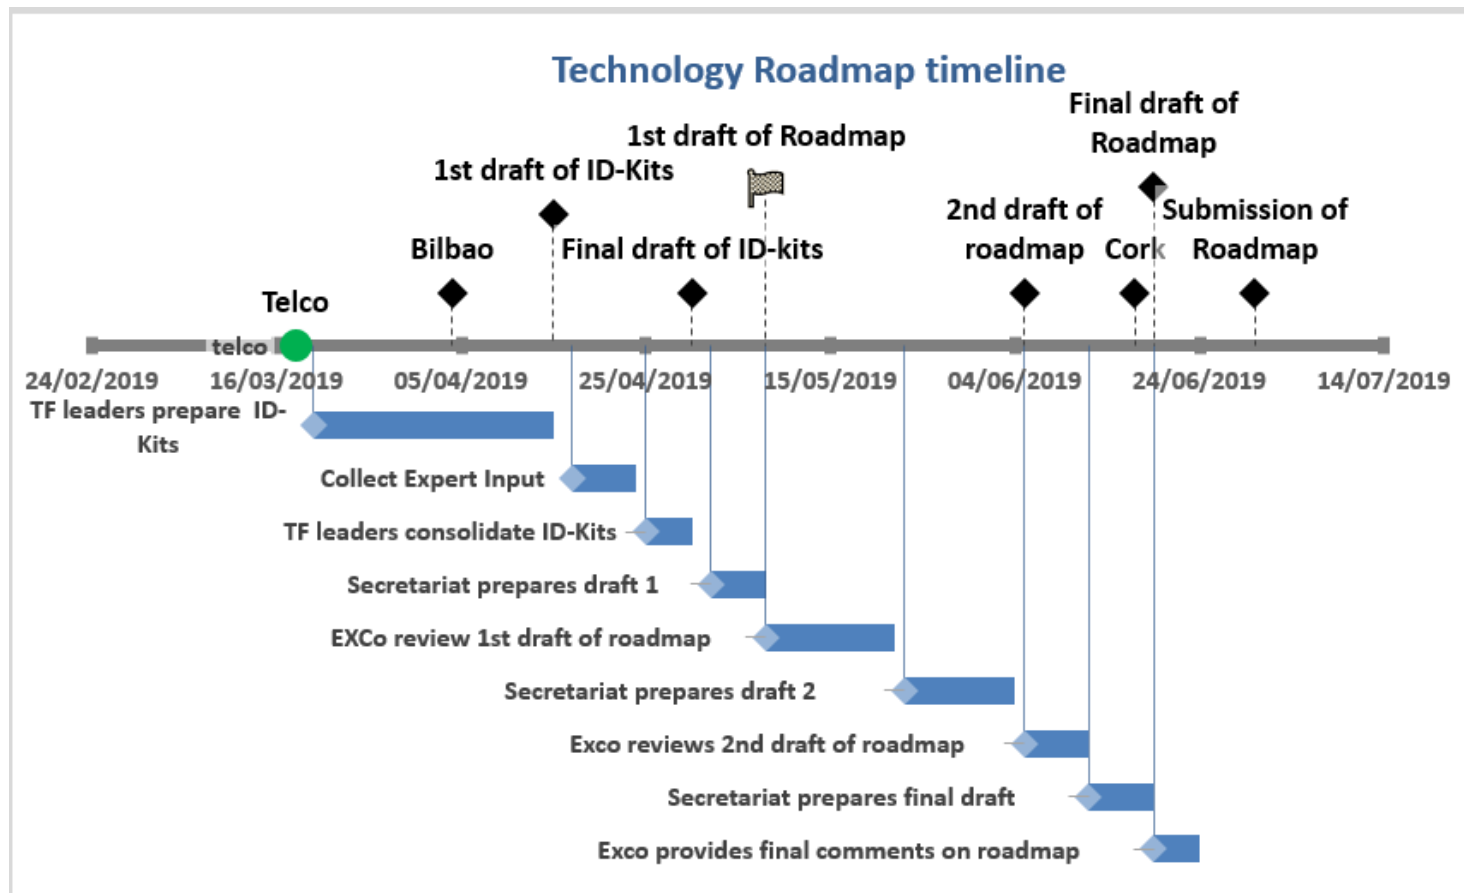 Technology Roadmap timeline
Final draft of
Roadmap
1st draft of Roadmap
1st draft of ID-Kits
2nd draft of
roadmap
Cork
Submission of
Roadmap
Bilbao
Final draft of ID-kits
Telco
telco
24/02/2019
16/03/2019
05/04/2019
25/04/2019
15/05/2019
04/06/2019
24/06/2019
14/07/2019
TF leaders prepare ID-
Kits
Collect Expert Input
TF leaders consolidate ID-Kits
Secretariat prepares draft 1
EXCo review 1st draft of roadmap
Secretariat prepares draft 2
Exco reviews 2nd draft of roadmap
Secretariat prepares final draft
Exco provides final comments on roadmap